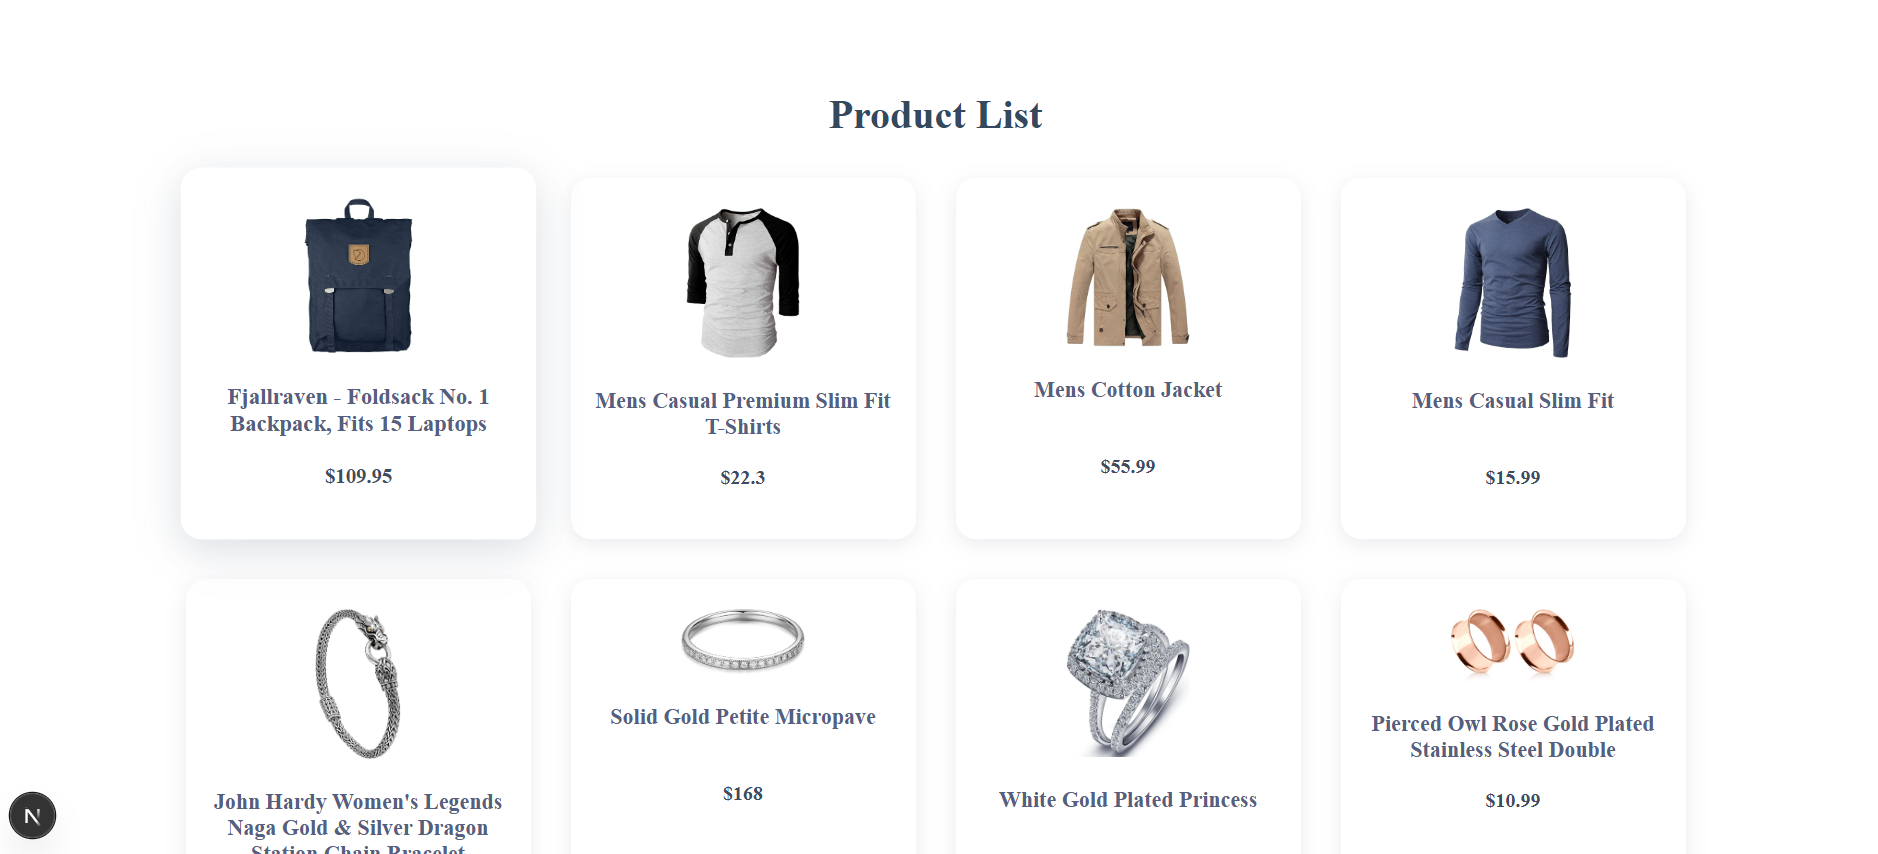 Product List
Fjallraven - Foldsack No. 1
Backpack, Fits 15 Laptops
$109.95
Mens Casual Premium Slim Fit
T-Shirts
$22.3
Mens Cotton Jacket
$55.99
Mens Casual Slim Fit
$15.99
John Hardy Women's Legends
Naga Gold & Silver Dragon
Station Chain Bracelet
Solid Gold Petite Micropave
$168
White Gold Plated Princess
Pierced Owl Rose Gold Plated
Stainless Steel Double
$10.99
N